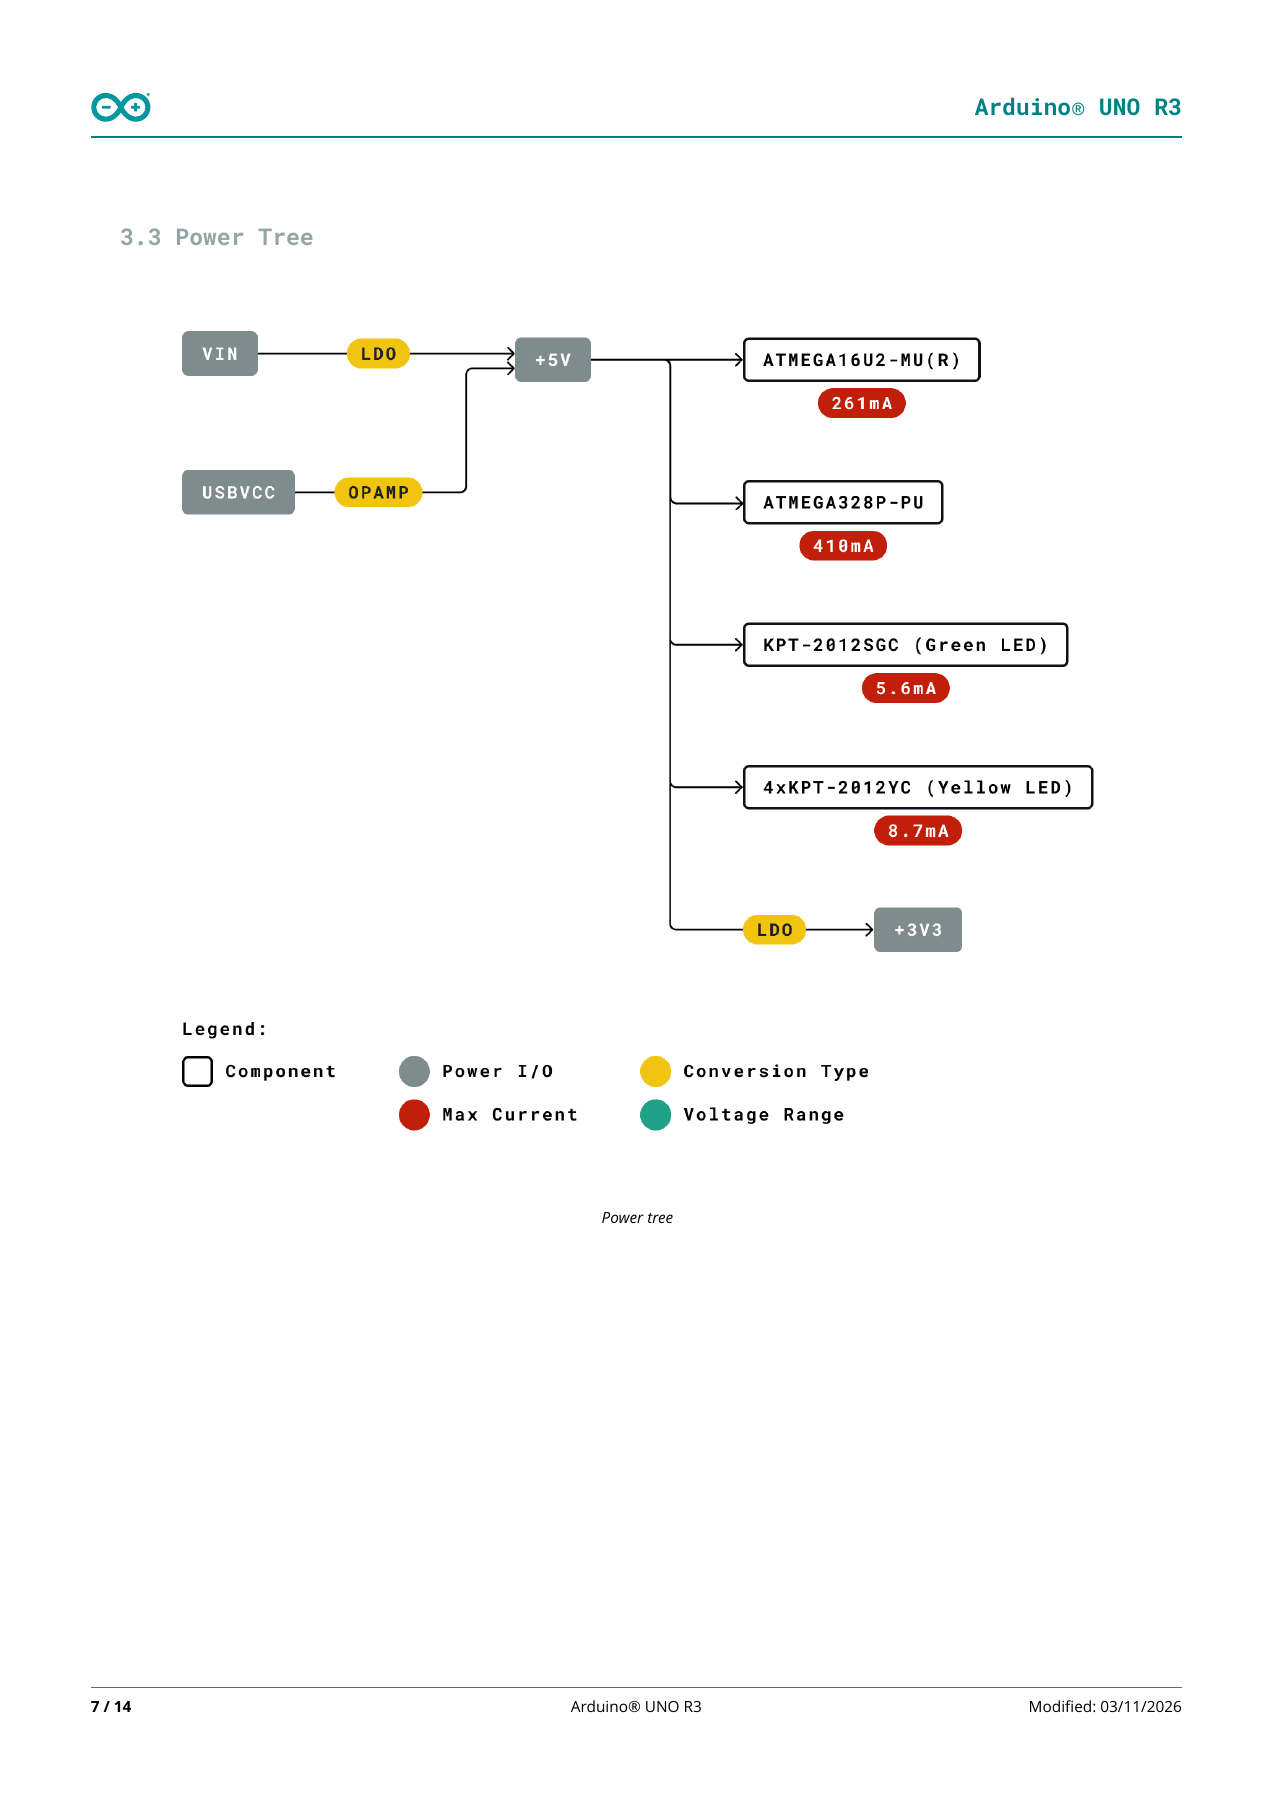 Arduino® UNO R3
3.3 Power Tree
VIN
LDO
+5V
ATMEGA16U2-MU(R)
261mA
USBVCC
OPAMP
ATMEGA328P-PU
410mA
KPT-2012SGC (Green LED)
5.6mA
4xKPT-2012YC (Yellow LED)
8.7mA
LDO
+3V3
Legend:
Component
Power I/O
Conversion Type
Max Current
Voltage Range
Power tree
7 / 14
Arduino® UNO R3
Modified: 03/11/2026